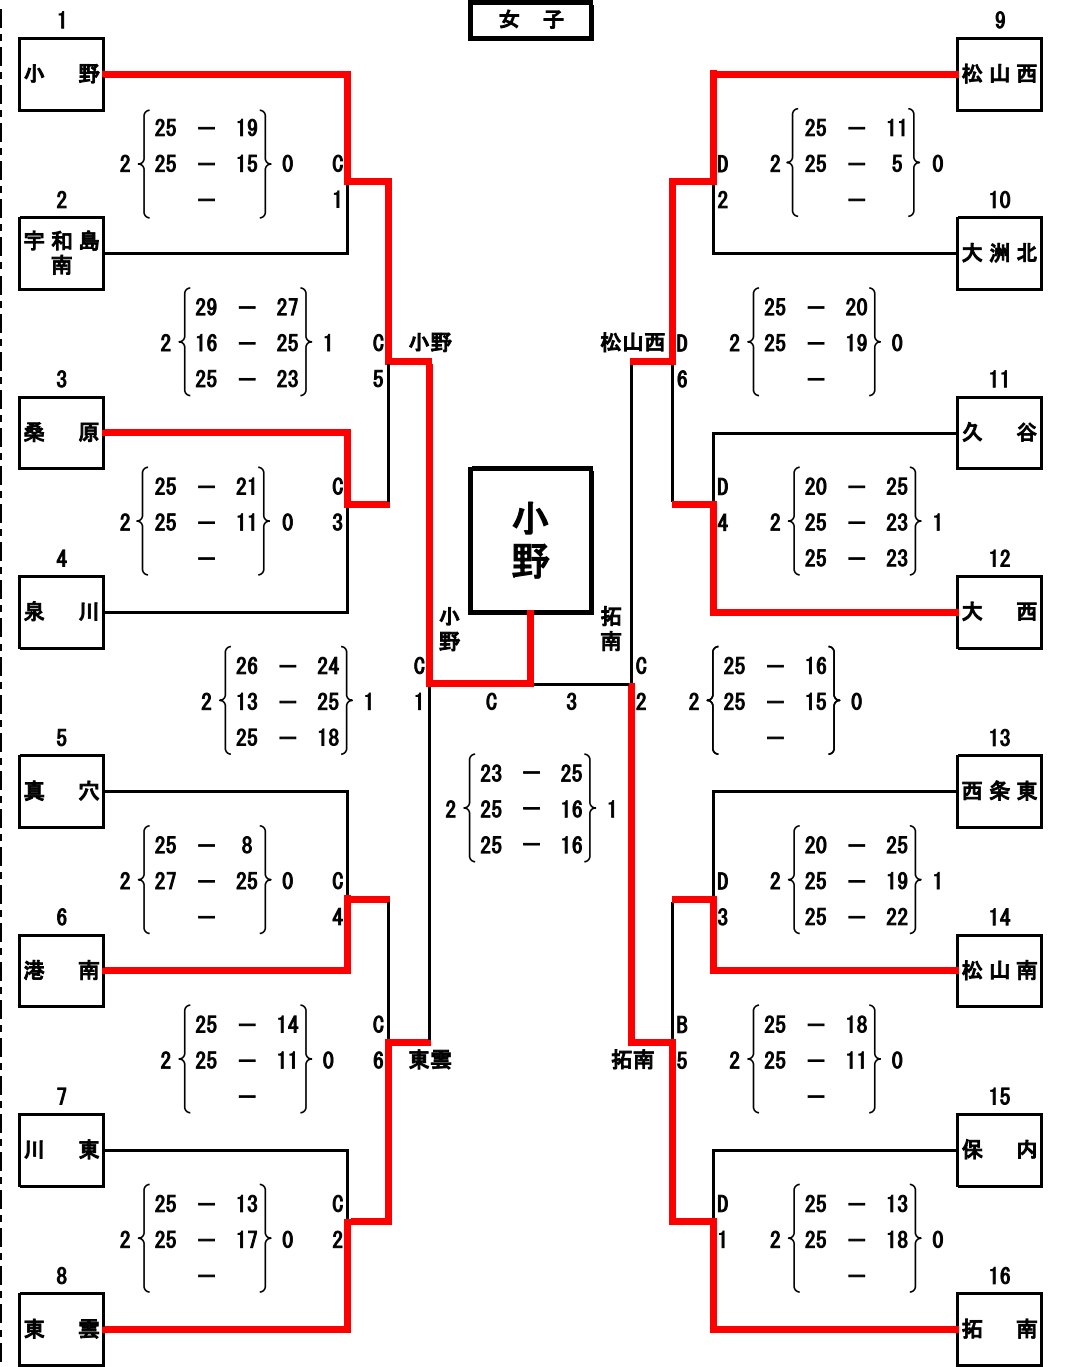 女 子
1
小 野
2 25 － 19 0 C
25 － 15
－ 1
2
宇和島
南
29 － 27
2 16 － 25 1 C 小野
25 － 23 5
3
桑 原
25 － 21 C
2 25 － 11 0 3
－
4
泉 川
小
野
26 － 24 C
2 13 － 25 1 1
25 － 18
5
真 穴
25 － 8
2 27 － 25 0 C
－ 4
6
港 南
25 － 14 C
2 25 － 11 0 6 東雲
－
7
川 東
25 － 13 C
2 25 － 17 0 2
－
8
東 雲
小
野
C 3
23 － 25
2 25 － 16 1
25 － 16
9
松山西
25 － 11
D 2 25 － 5 0
2 －
10
大洲北
25 － 20
松山西 D 2 25 － 19 0
6 －
11
久 谷
D 20 － 25
4 2 25 － 23 1
25 － 23
12
大 西
拓
南
C 25 － 16
2 2 25 － 15 0
－
13
西条東
20 － 25
D 2 25 － 19 1
3 25 － 22
14
松山南
B 25 － 18
拓南 5 2 25 － 11 0
－
15
保 内
D 25 － 13
1 2 25 － 18 0
－
16
拓 南